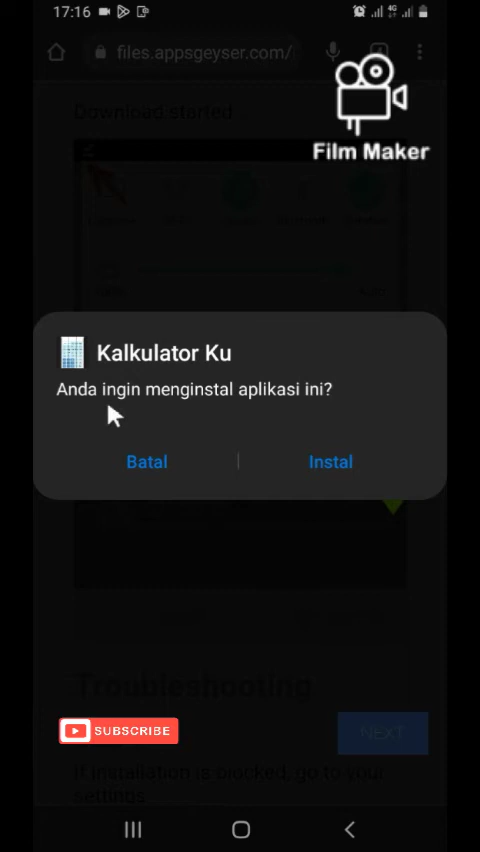 17:16
files.appsgeyser.com/
Download started
Film Maker
Kalkulator Ku
Anda ingin menginstal aplikasi ini?
Batal
Instal
Troubleshooting
SUBSCRIBE
NEXT
If installation is blocked, go to your
settings